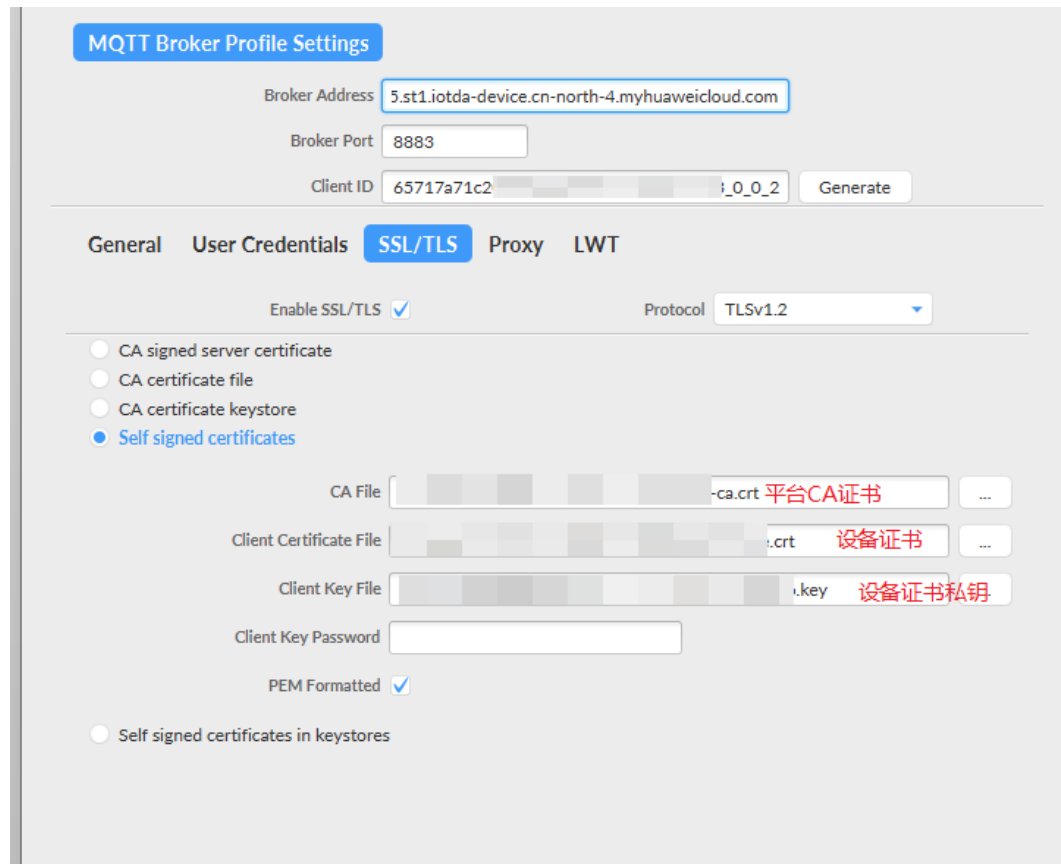 MQTT Broker Profile Settings
Broker Address 5.st1.iotda-device.cn-north-4.myhuaweicloud.com
Broker Port 8883
Client ID 65717a71c2 _0_0_2 Generate
General User Credentials SSL/TLS Proxy LWT
Enable SSL/TLS Protocol TLSv1.2
CA signed server certificate
CA certificate file
CA certificate keystore
Self signed certificates
CA File -ca.crt 平台CA证书 ...
Client Certificate File .crt 设备证书 ...
Client Key File .key 设备证书私钥
Client Key Password
PEM Formatted
Self signed certificates in keystores